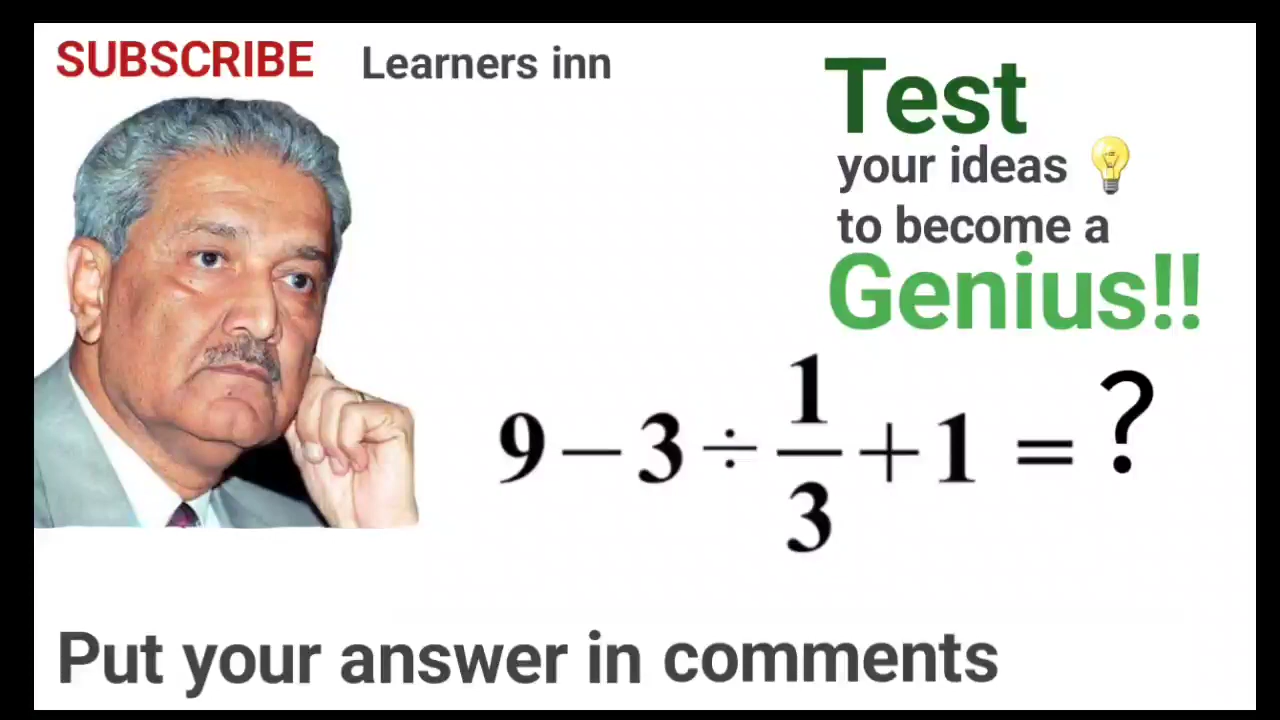 SUBSCRIBE Learners inn
Test
your ideas
to become a
Genius!!
9 − 3 ÷ 1/3 + 1 = ?
Put your answer in comments